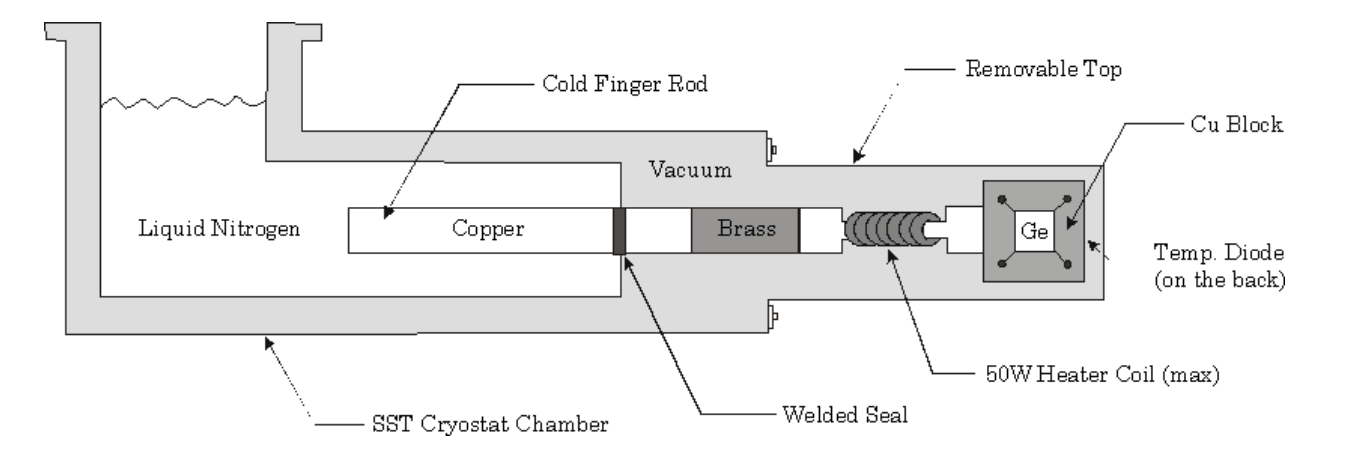 Cold Finger Rod
Removable Top
Cu Block
Vacuum
Liquid Nitrogen
Copper
Brass
Ge
Temp. Diode
(on the back)
50W Heater Coil (max)
Welded Seal
SST Cryostat Chamber